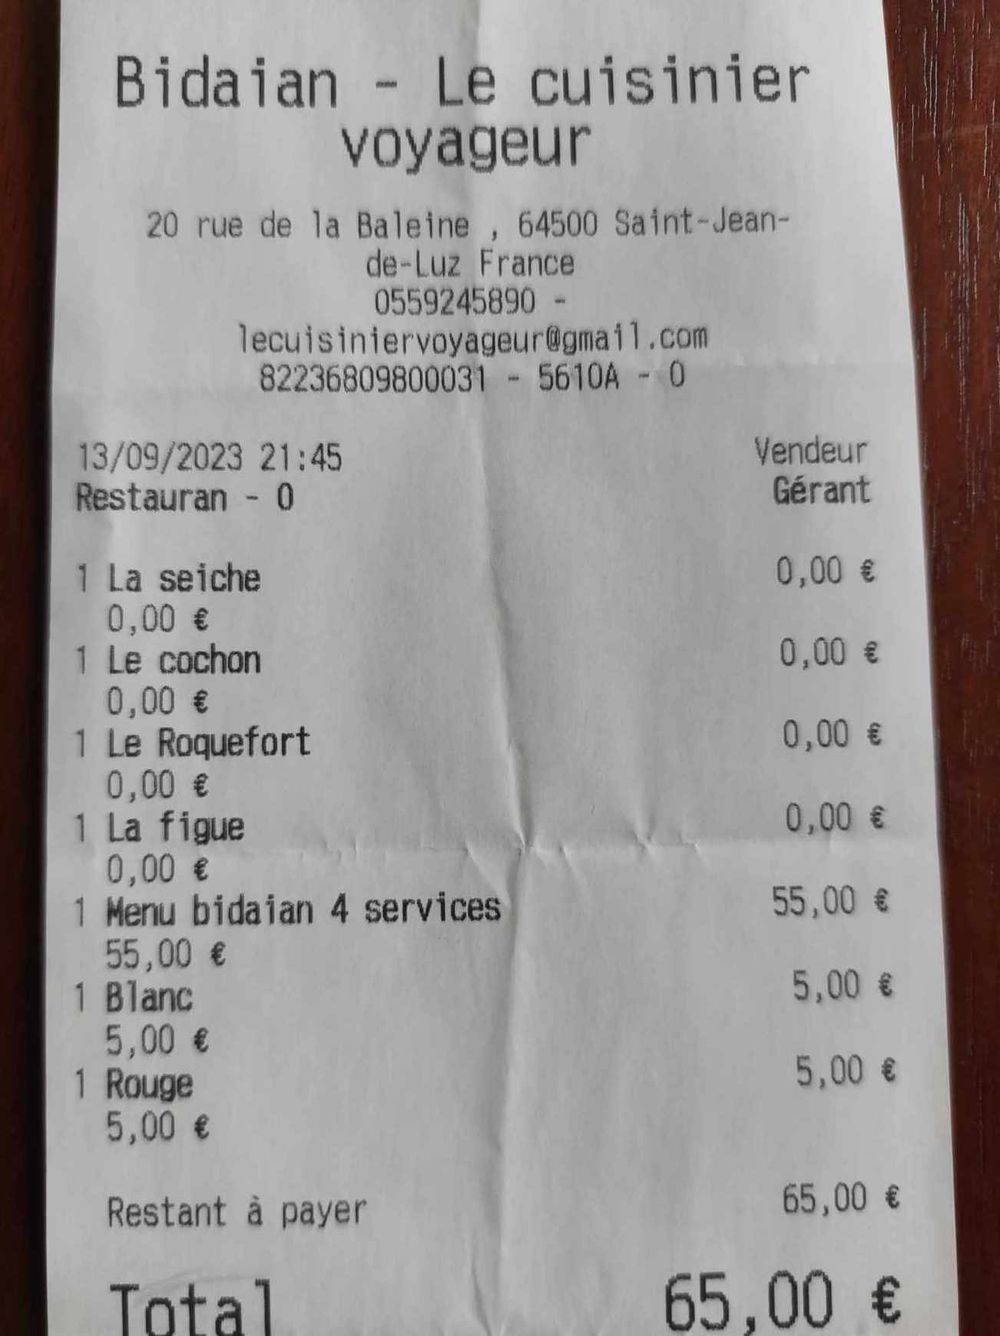 Bidaian - Le cuisinier
voyageur
20 rue de la Baleine , 64500 Saint-Jean-
de-Luz France
0559245890 -
lecuisiniervoyageur@gmail.com
82236809800031 - 5610A - 0
13/09/2023 21:45 Vendeur
Restauran - 0 Gérant
1 La seiche 0,00 €
0,00 €
1 Le cochon 0,00 €
0,00 €
1 Le Roquefort 0,00 €
0,00 €
1 La figue 0,00 €
0,00 €
1 Menu bidaian 4 services 55,00 €
55,00 €
1 Blanc 5,00 €
5,00 €
1 Rouge 5,00 €
5,00 €
Restant à payer 65,00 €
Total 65,00 €